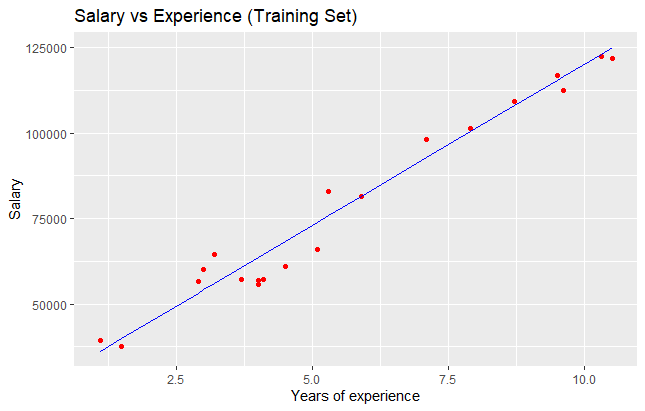 Salary vs Experience (Training Set)
125000
100000
75000
50000
Salary
2.5 5.0 7.5 10.0
Years of experience